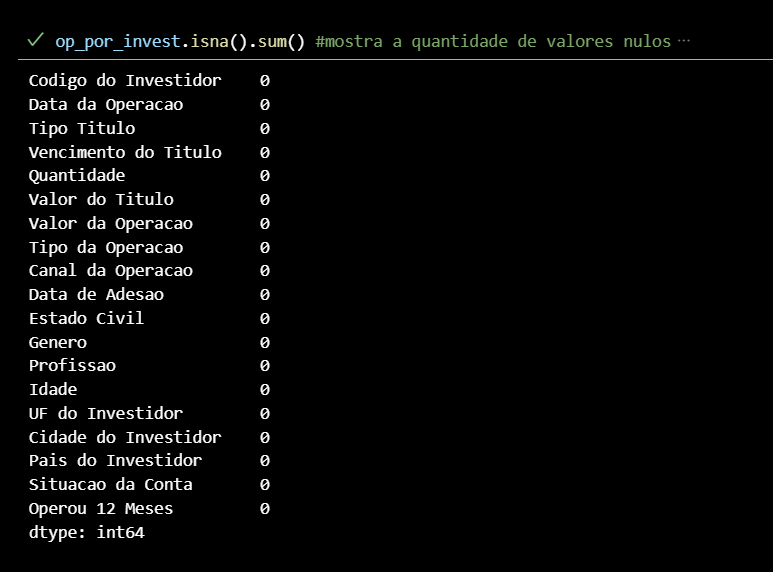 ✓ op_por_invest.isna().sum() #mostra a quantidade de valores nulos ...
Codigo do Investidor 0
Data da Operacao 0
Tipo Titulo 0
Vencimento do Titulo 0
Quantidade 0
Valor do Titulo 0
Valor da Operacao 0
Tipo da Operacao 0
Canal da Operacao 0
Data de Adesao 0
Estado Civil 0
Genero 0
Profissao 0
Idade 0
UF do Investidor 0
Cidade do Investidor 0
Pais do Investidor 0
Situacao da Conta 0
Operou 12 Meses 0
dtype: int64